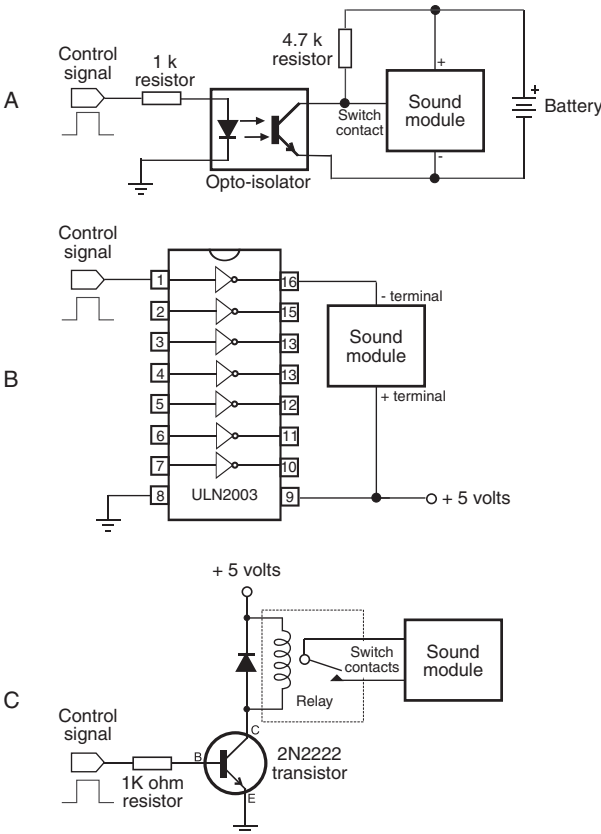 A
Control
signal
1 k
resistor
4.7 k
resistor
+
Switch
contact
Sound
module
-
+
Battery
Opto-isolator
B
Control
signal
1
2
3
4
5
6
7
8
ULN2003
16
15
13
13
12
11
10
9
- terminal
Sound
module
+ terminal
+ 5 volts
C
+ 5 volts
Switch
contacts
Relay
Sound
module
Control
signal
1K ohm
resistor
B
C
E
2N2222
transistor